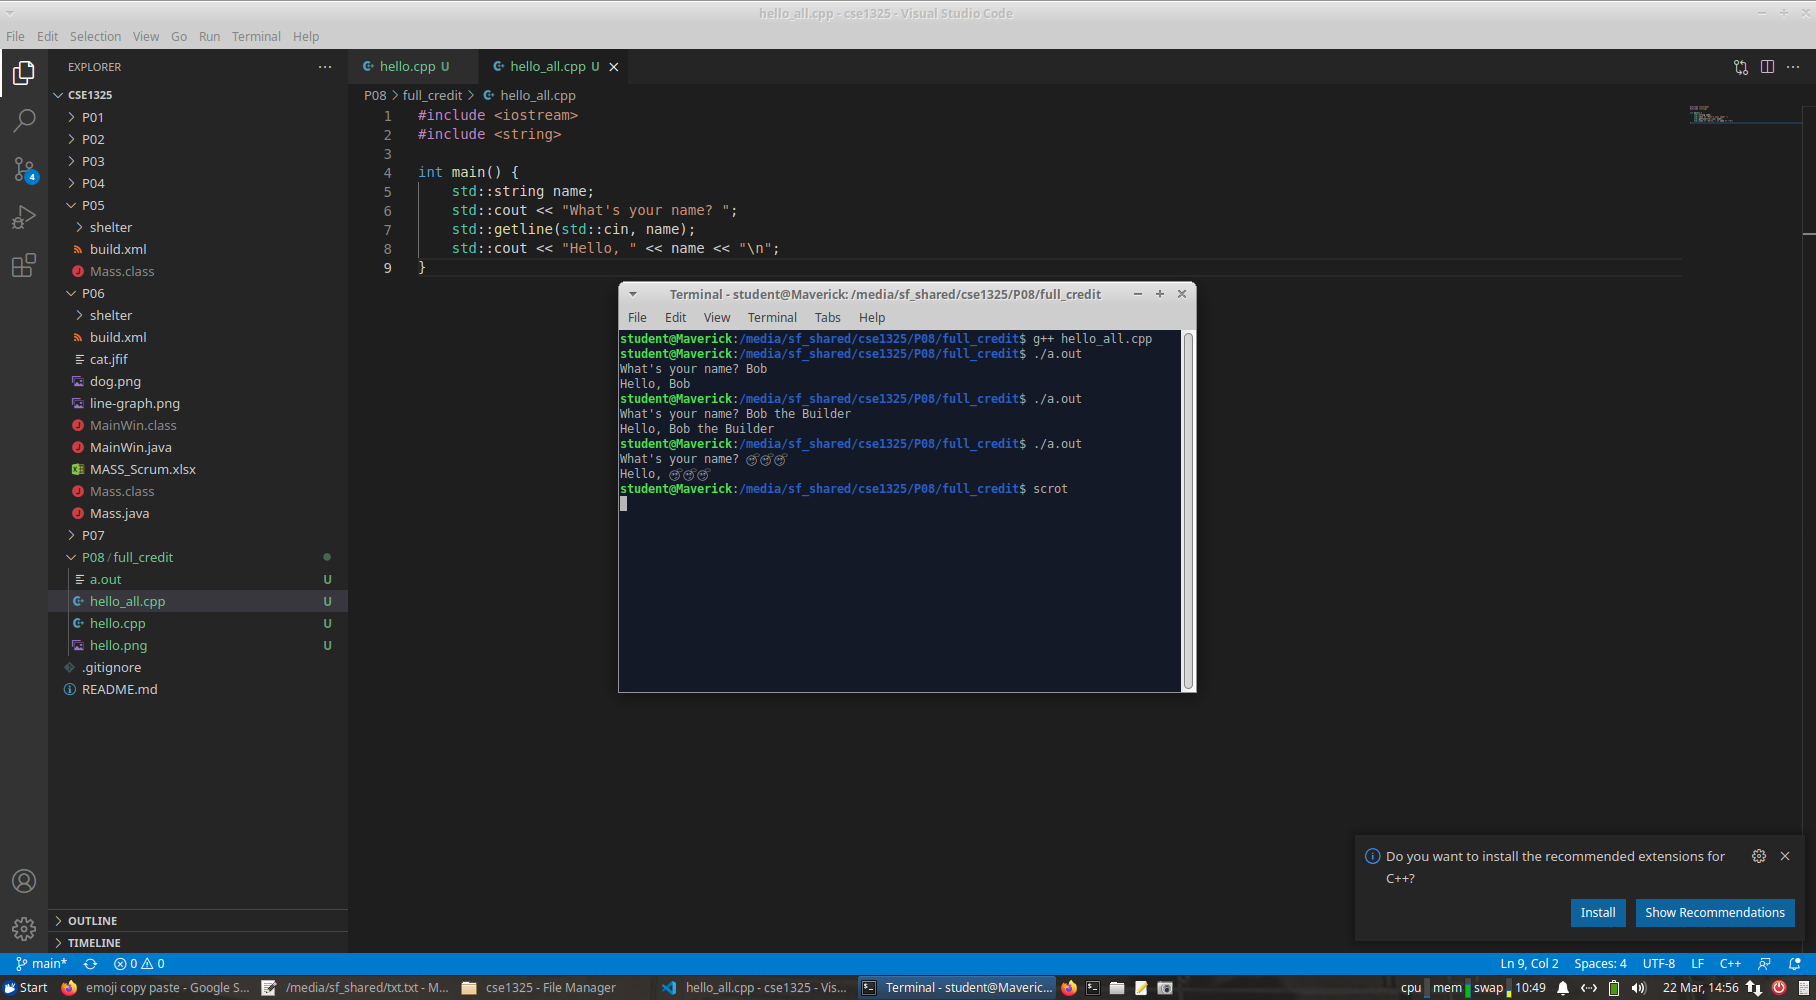 hello_all.cpp - cse1325 - Visual Studio Code
File Edit Selection View Go Run Terminal Help
EXPLORER
CSE1325
P01
P02
P03
P04
P05
shelter
build.xml
Mass.class
P06
shelter
build.xml
cat.jfif
dog.png
line-graph.png
MainWin.class
MainWin.java
MASS_Scrum.xlsx
Mass.class
Mass.java
P07
P08 / full_credit
a.out U
hello_all.cpp U
hello.cpp U
hello.png U
.gitignore
README.md
OUTLINE
TIMELINE
4
hello.cpp U hello_all.cpp U
P08 > full_credit > hello_all.cpp
1 #include <iostream>
2 #include <string>
3
4 int main() {
5 std::string name;
6 std::cout << "What's your name? ";
7 std::getline(std::cin, name);
8 std::cout << "Hello, " << name << "\n";
9 }
Terminal - student@Maverick: /media/sf_shared/cse1325/P08/full_credit
File Edit View Terminal Tabs Help
student@Maverick:/media/sf_shared/cse1325/P08/full_credit$ g++ hello_all.cpp
student@Maverick:/media/sf_shared/cse1325/P08/full_credit$ ./a.out
What's your name? Bob
Hello, Bob
student@Maverick:/media/sf_shared/cse1325/P08/full_credit$ ./a.out
What's your name? Bob the Builder
Hello, Bob the Builder
student@Maverick:/media/sf_shared/cse1325/P08/full_credit$ ./a.out
What's your name?
Hello,
student@Maverick:/media/sf_shared/cse1325/P08/full_credit$ scrot
Do you want to install the recommended extensions for
C++?
Install Show Recommendations
main* 0 0 Ln 9, Col 2 Spaces: 4 UTF-8 LF C++
Start emoji copy paste - Google S... /media/sf_shared/txt.txt - M... cse1325 - File Manager hello_all.cpp - cse1325 - Vis... Terminal - student@Maveric... cpu mem swap 10:49 22 Mar, 14:56